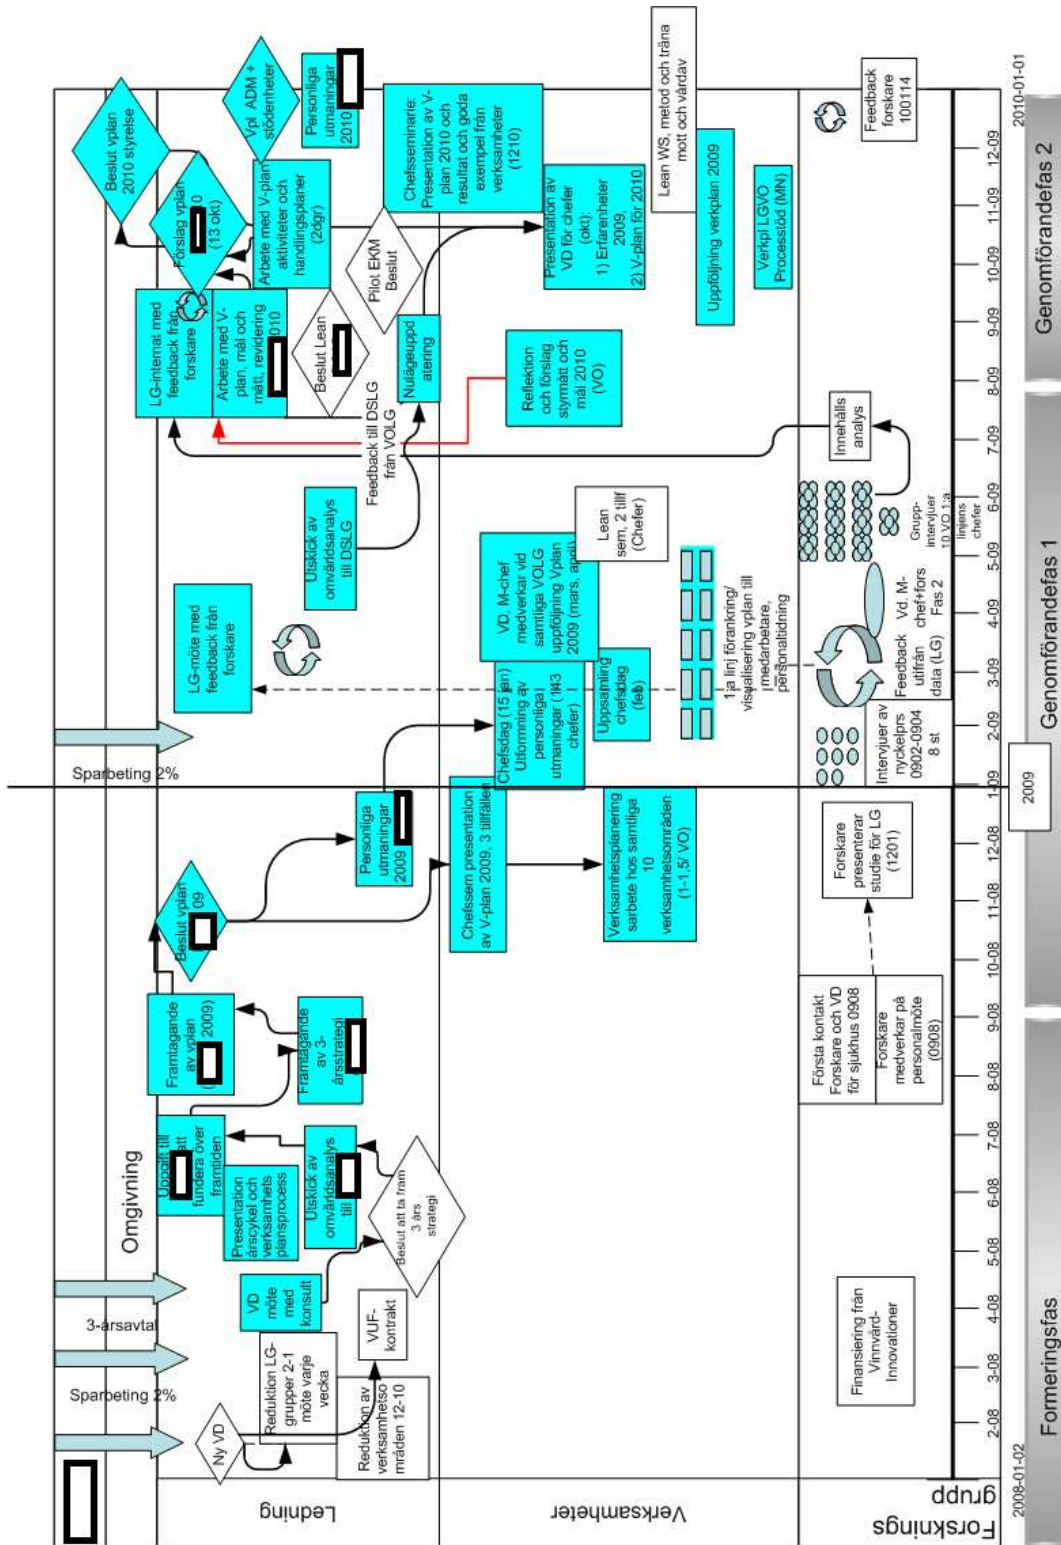 Omgivning
Sparbeting 2%
3-årsavtal
Sparbeting 2%
Ledning
Ny VD
Reduktion LG-
grupper 2-1
möte varje
vecka
Reduktion av
verksamhetso
mråden 12-10
VUF-
kontrakt
VD
möte
med
konsult
Presentation
årscykel och
verksamhets
plansprocess
Uppgift till
att
fundera över
framtiden
Utskick av
omvärldsanalys
till
Beslut att ta fram
3 års
strategi
Framtagande
av vplan
( 2009)
Framtagande
av 3-
årsstrategi
Beslut vplan
09
Personliga
utmaningar
2009
LG-möte med
feedback från
forskare
Utskick av
omvärldsanalys
till DSLG
Feedback till DSLG
från VOLG
LG-internat med
feedback från
forskare
Arbete med V-
plan, mål och
mått, revidering
010
Beslut Lean
Nulägeuppd
atering
Pilot EKM
Beslut
Förslag vplan
0
(13 okt)
Arbete med V-plan
aktiviteter och
handlingsplaner
(2dgr)
Beslut vplan
2010 styrelse
Vpl ADM +
stödenheter
Personliga
utmaningar
2010
Verksamheter
Chefssem presentation
av V-plan 2009, 3 tillfällen
Verksamhetsplanering
sarbete hos samtliga
10
verksamhetsområden
(1-1,5/ VO)
Chefsdag (15 jan)
Utformning av
personliga
utmaningar (143
chefer)
Uppsamling
chefsdag
(feb)
VD, M-chef
medverkar vid
samtliga VOLG
uppföljning Vplan
2009 (mars, april)
Lean
sem, 2 tillf
(Chefer)
1:a linj förankring/
visualisering vplan till
medarbetare,
personaltidning
Reflektion
och förslag
styrmått och
mål 2010
(VO)
Chefsseminarie:
Presentation av V-
plan 2010 och
resultat och goda
exempel från
verksamheter
(1210)
Presentation av
VD för chefer
(okt);
1) Erfarenheter
2009,
2) V-plan för 2010
Lean WS, metod och träna
mott och vårdav
Uppföljning verkplan 2009
Verkpl LGVO
Processtöd (MN)
Forsknings
grupp
Finansiering från
Vinnvård-
Innovationer
Första kontakt
Forskare och VD
för sjukhus 0908
Forskare
medverkar på
personalmöte
(0908)
Forskare
presenterar
studie för LG
(1201)
Intervjuer av
nyckelprs
0902-0904
8 st
Feedback
utifrån
data (LG)
Vd. M-
chef+fors
Fas 2
Grupp-
intervjuer
10 VO 1:a
linjens
chefer
Innehålls
analys
Feedback
forskare
100114
2008-01-02
2-08
3-08
4-08
5-08
6-08
7-08
8-08
9-08
10-08
11-08
12-08
1-09
2-09
3-09
4-09
5-09
6-09
7-09
8-09
9-09
10-09
11-09
12-09
2010-01-01
2009
Formeringsfas
Genomförandefas 1
Genomförandefas 2